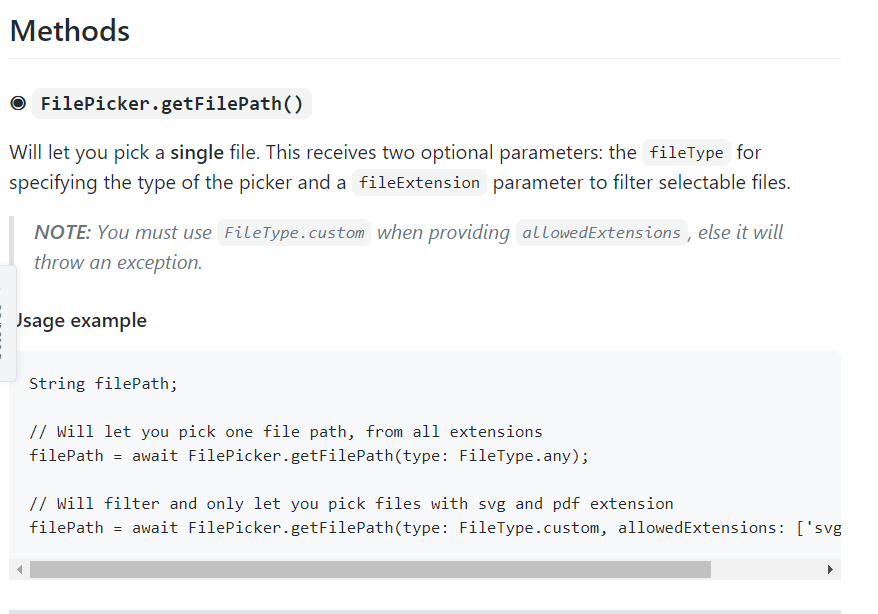 Methods
FilePicker.getFilePath()
Will let you pick a single file. This receives two optional parameters: the fileType for
specifying the type of the picker and a fileExtension parameter to filter selectable files.
NOTE: You must use FileType.custom when providing allowedExtensions, else it will
throw an exception.
Usage example
String filePath;
// Will let you pick one file path, from all extensions
filePath = await FilePicker.getFilePath(type: FileType.any);
// Will filter and only let you pick files with svg and pdf extension
filePath = await FilePicker.getFilePath(type: FileType.custom, allowedExtensions: ['svg